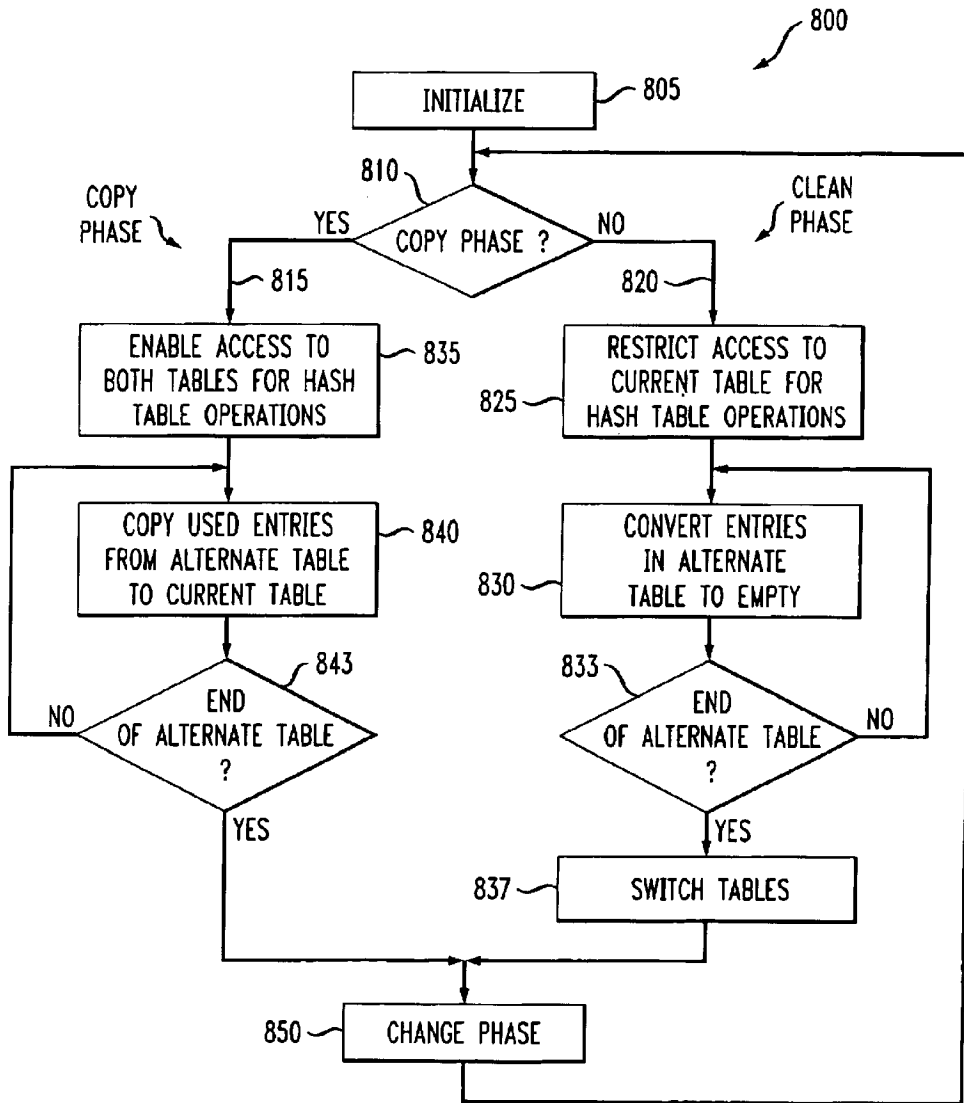 800
INITIALIZE
805
810
COPY
PHASE
CLEAN
PHASE
YES
COPY PHASE ?
NO
815
820
ENABLE ACCESS TO
BOTH TABLES FOR HASH
TABLE OPERATIONS
835
RESTRICT ACCESS TO
CURRENT TABLE FOR
HASH TABLE OPERATIONS
825
COPY USED ENTRIES
FROM ALTERNATE TABLE
TO CURRENT TABLE
840
CONVERT ENTRIES
IN ALTERNATE
TABLE TO EMPTY
830
843
END
OF ALTERNATE TABLE
?
NO
YES
833
END
OF ALTERNATE TABLE
?
NO
YES
837
SWITCH TABLES
850
CHANGE PHASE